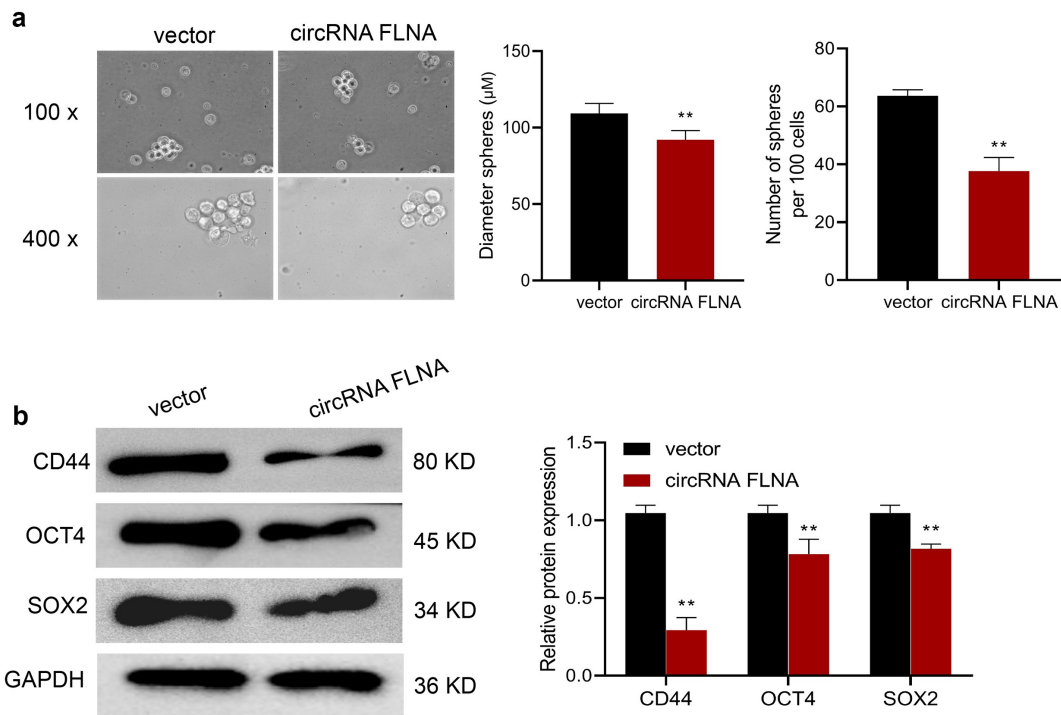 a
vector circRNA FLNA
100 x
400 x
Diameter spheres (μM)
150
100
50
0
vector circRNA FLNA
**
Number of spheres
per 100 cells
80
60
40
20
0
vector circRNA FLNA
**
b
vector circRNA FLNA
CD44 80 KD
OCT4 45 KD
SOX2 34 KD
GAPDH 36 KD
Relative protein expression
1.5
1.0
0.5
0.0
vector
circRNA FLNA
** ** **
CD44 OCT4 SOX2